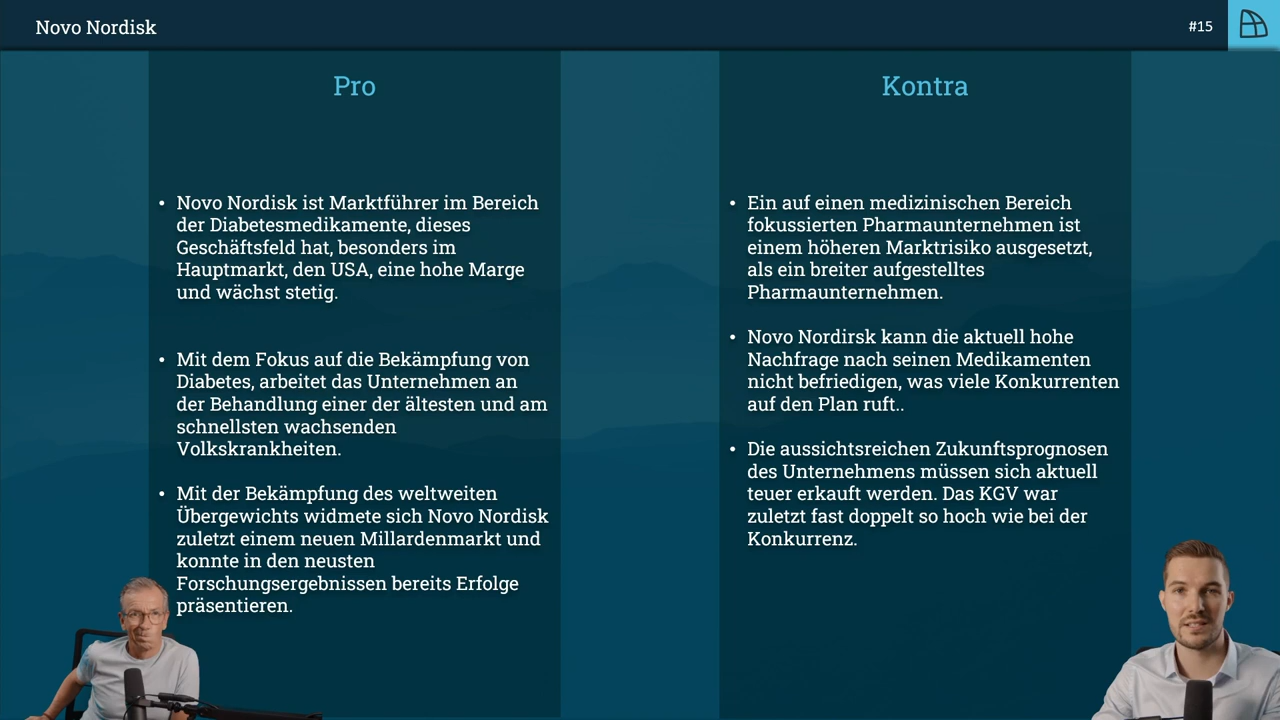 Novo Nordisk
#15
Pro
• Novo Nordisk ist Marktführer im Bereich
der Diabetesmedikamente, dieses
Geschäftsfeld hat, besonders im
Hauptmarkt, den USA, eine hohe Marge
und wächst stetig.
• Mit dem Fokus auf die Bekämpfung von
Diabetes, arbeitet das Unternehmen an
der Behandlung einer der ältesten und am
schnellsten wachsenden
Volkskrankheiten.
• Mit der Bekämpfung des weltweiten
Übergewichts widmete sich Novo Nordisk
zuletzt einem neuen Millardenmarkt und
konnte in den neusten
Forschungsergebnissen bereits Erfolge
präsentieren.
Kontra
• Ein auf einen medizinischen Bereich
fokussierten Pharmaunternehmen ist
einem höheren Marktrisiko ausgesetzt,
als ein breiter aufgestelltes
Pharmaunternehmen.
• Novo Nordirsk kann die aktuell hohe
Nachfrage nach seinen Medikamenten
nicht befriedigen, was viele Konkurrenten
auf den Plan ruft..
• Die aussichtsreichen Zukunftsprognosen
des Unternehmens müssen sich aktuell
teuer erkauft werden. Das KGV war
zuletzt fast doppelt so hoch wie bei der
Konkurrenz.